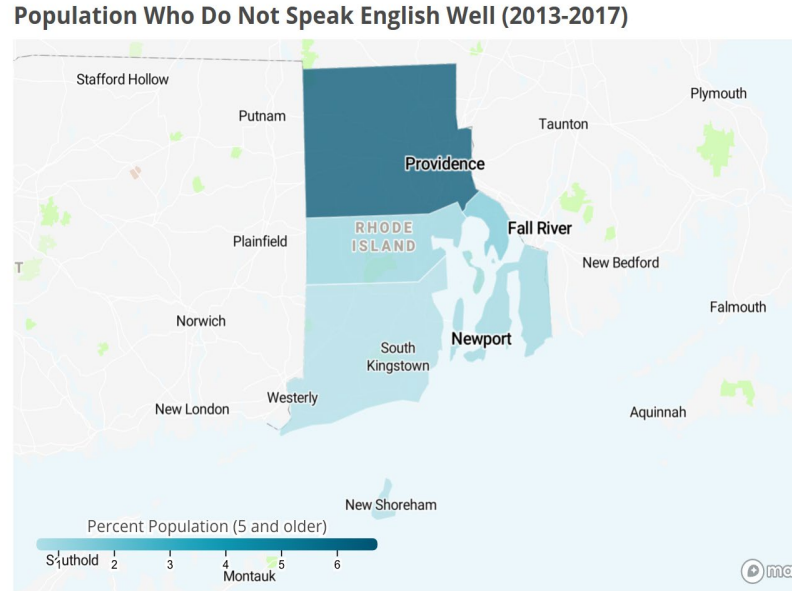 Population Who Do Not Speak English Well (2013-2017)
Stafford Hollow
Plymouth
Putnam
Taunton
Providence
RHODE
ISLAND
Fall River
Plainfield
T
New Bedford
Falmouth
Norwich
Newport
South
Kingstown
Westerly
New London
Aquinnah
New Shoreham
Percent Population (5 and older)
1 2 3 4 5 6
Montauk